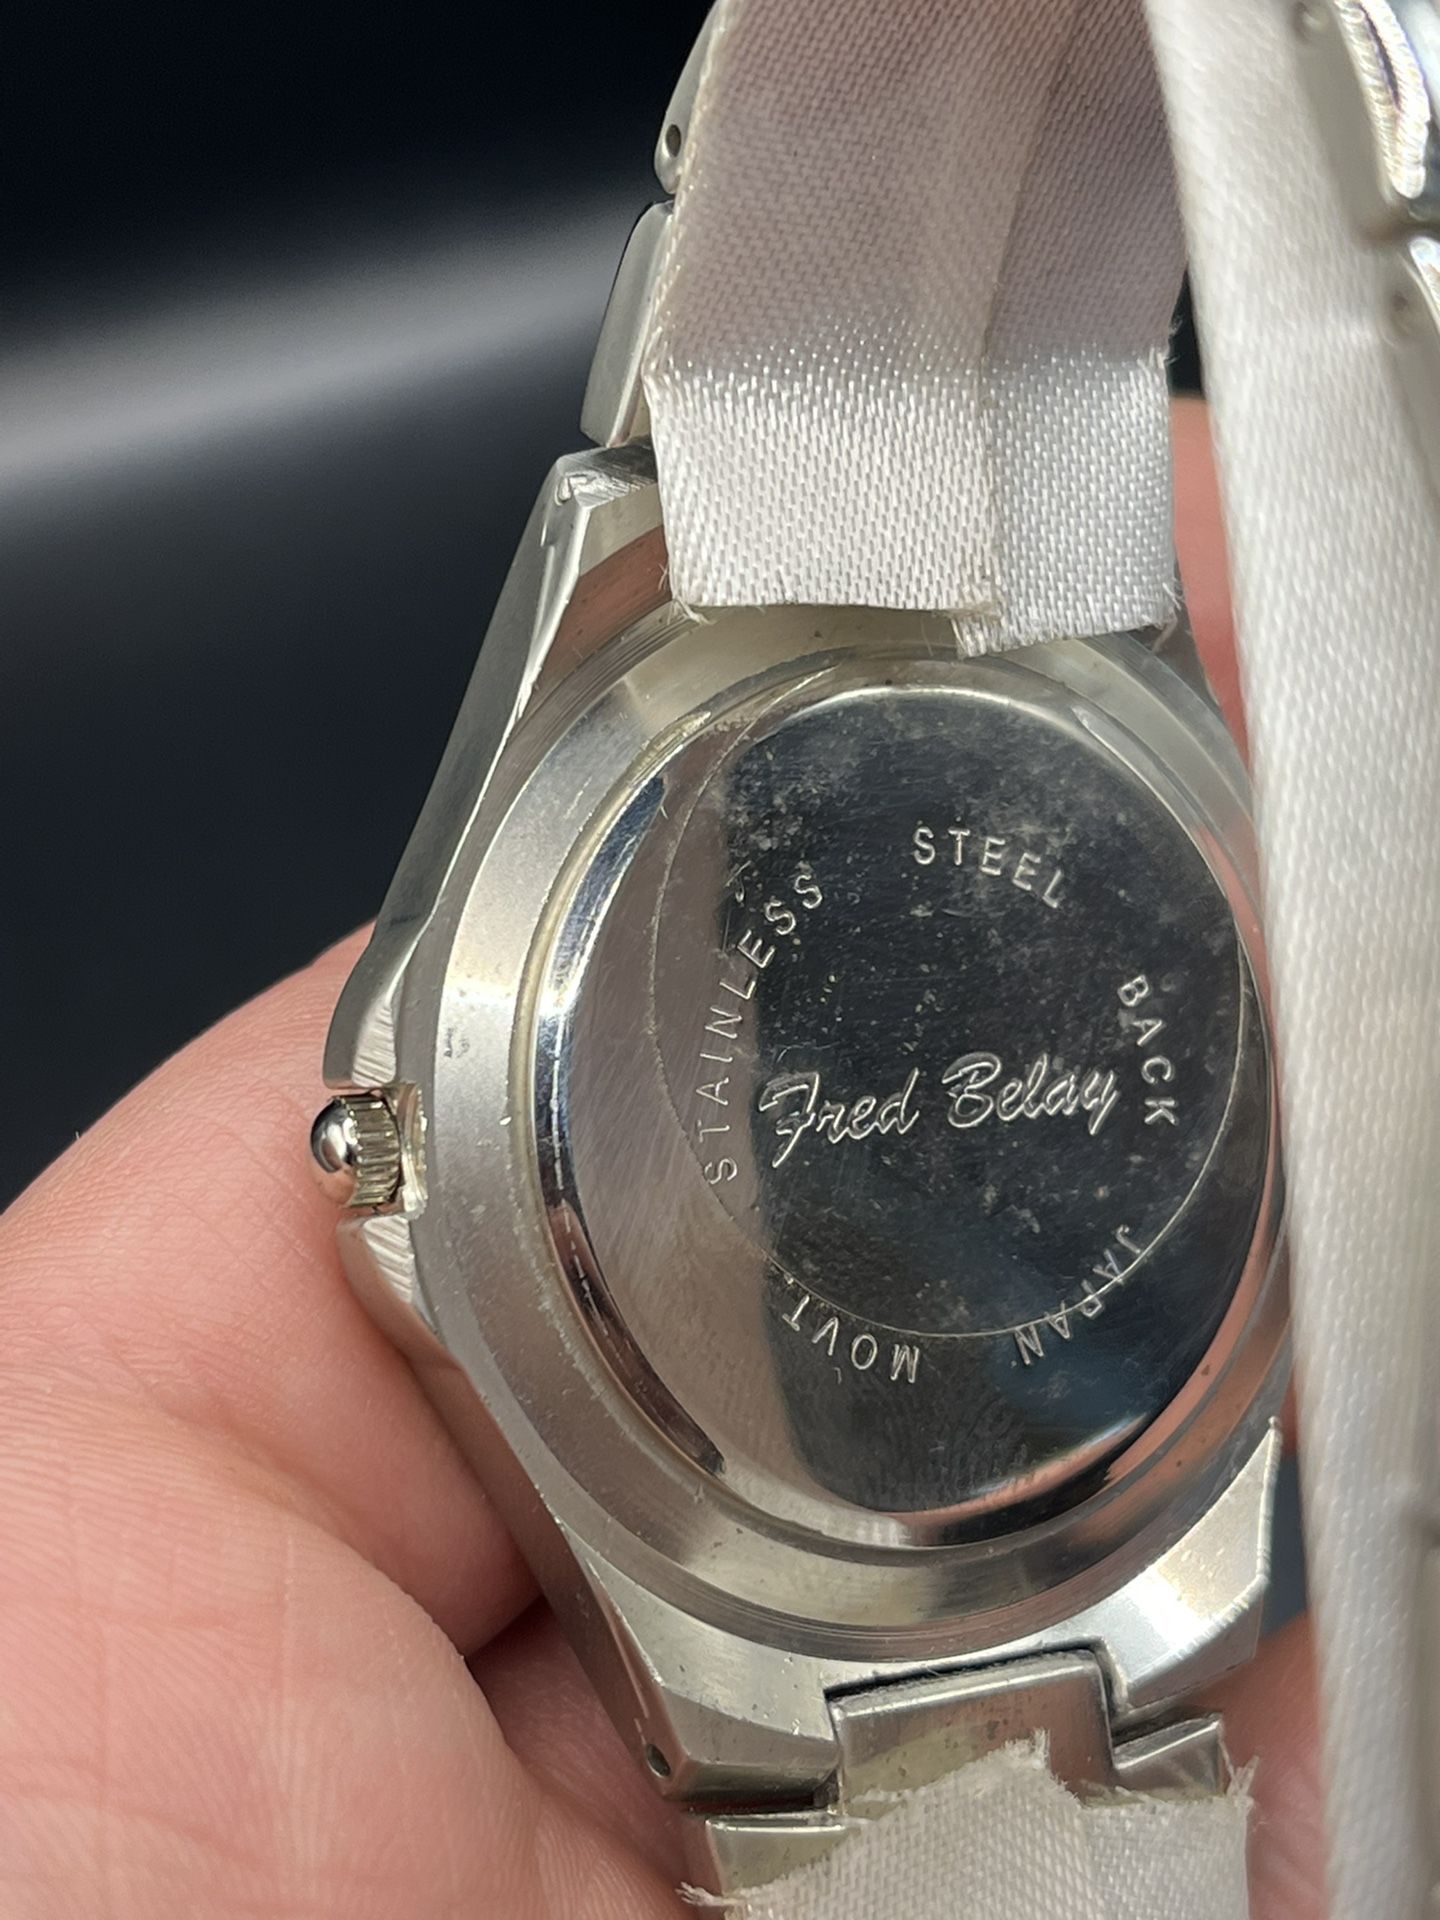 STAINLESS STEEL BACK
Fred Belay
JAPAN MOVT.